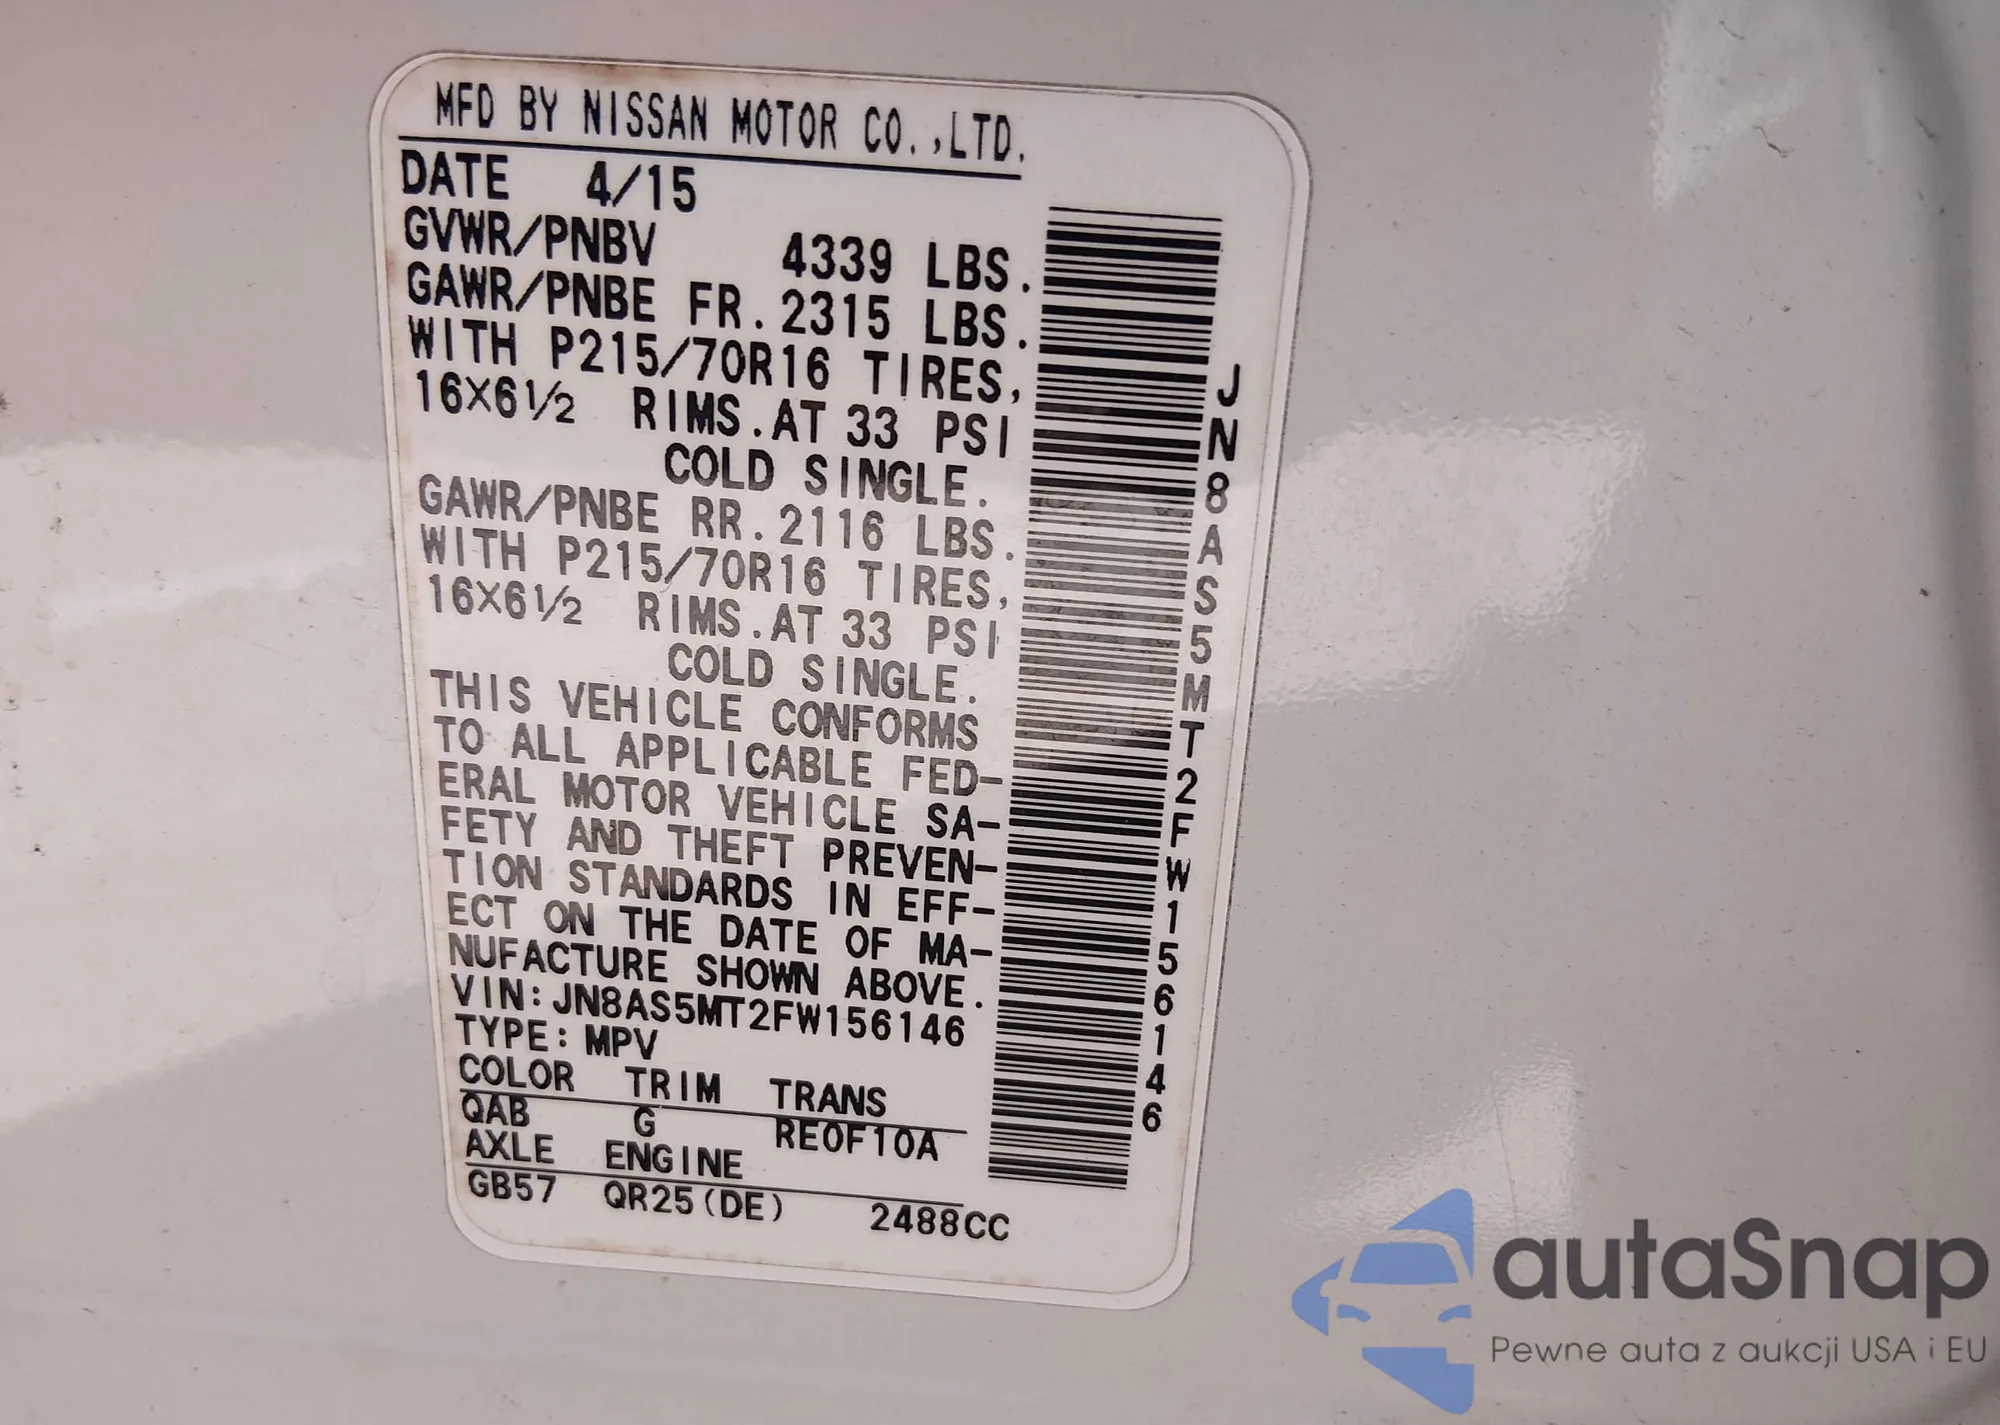 MFD BY NISSAN MOTOR CO.,LTD.
DATE 4/15
GVWR/PNBV 4339 LBS.
GAWR/PNBE FR.2315 LBS.
WITH P215/70R16 TIRES,
16X6½ RIMS.AT 33 PSI
COLD SINGLE.
GAWR/PNBE RR.2116 LBS.
WITH P215/70R16 TIRES,
16X6½ RIMS.AT 33 PSI
COLD SINGLE.
THIS VEHICLE CONFORMS
TO ALL APPLICABLE FED-
ERAL MOTOR VEHICLE SA-
FETY AND THEFT PREVEN-
TION STANDARDS IN EFF-
ECT ON THE DATE OF MA-
NUFACTURE SHOWN ABOVE.
VIN:JN8AS5MT2FW156146
TYPE:MPV
COLOR TRIM TRANS
QAB G RE0F10A
AXLE ENGINE
GB57 QR25(DE) 2488CC
JN8AS5MT2FW156146
autaSnap
Pewne auta z aukcji USA i EU